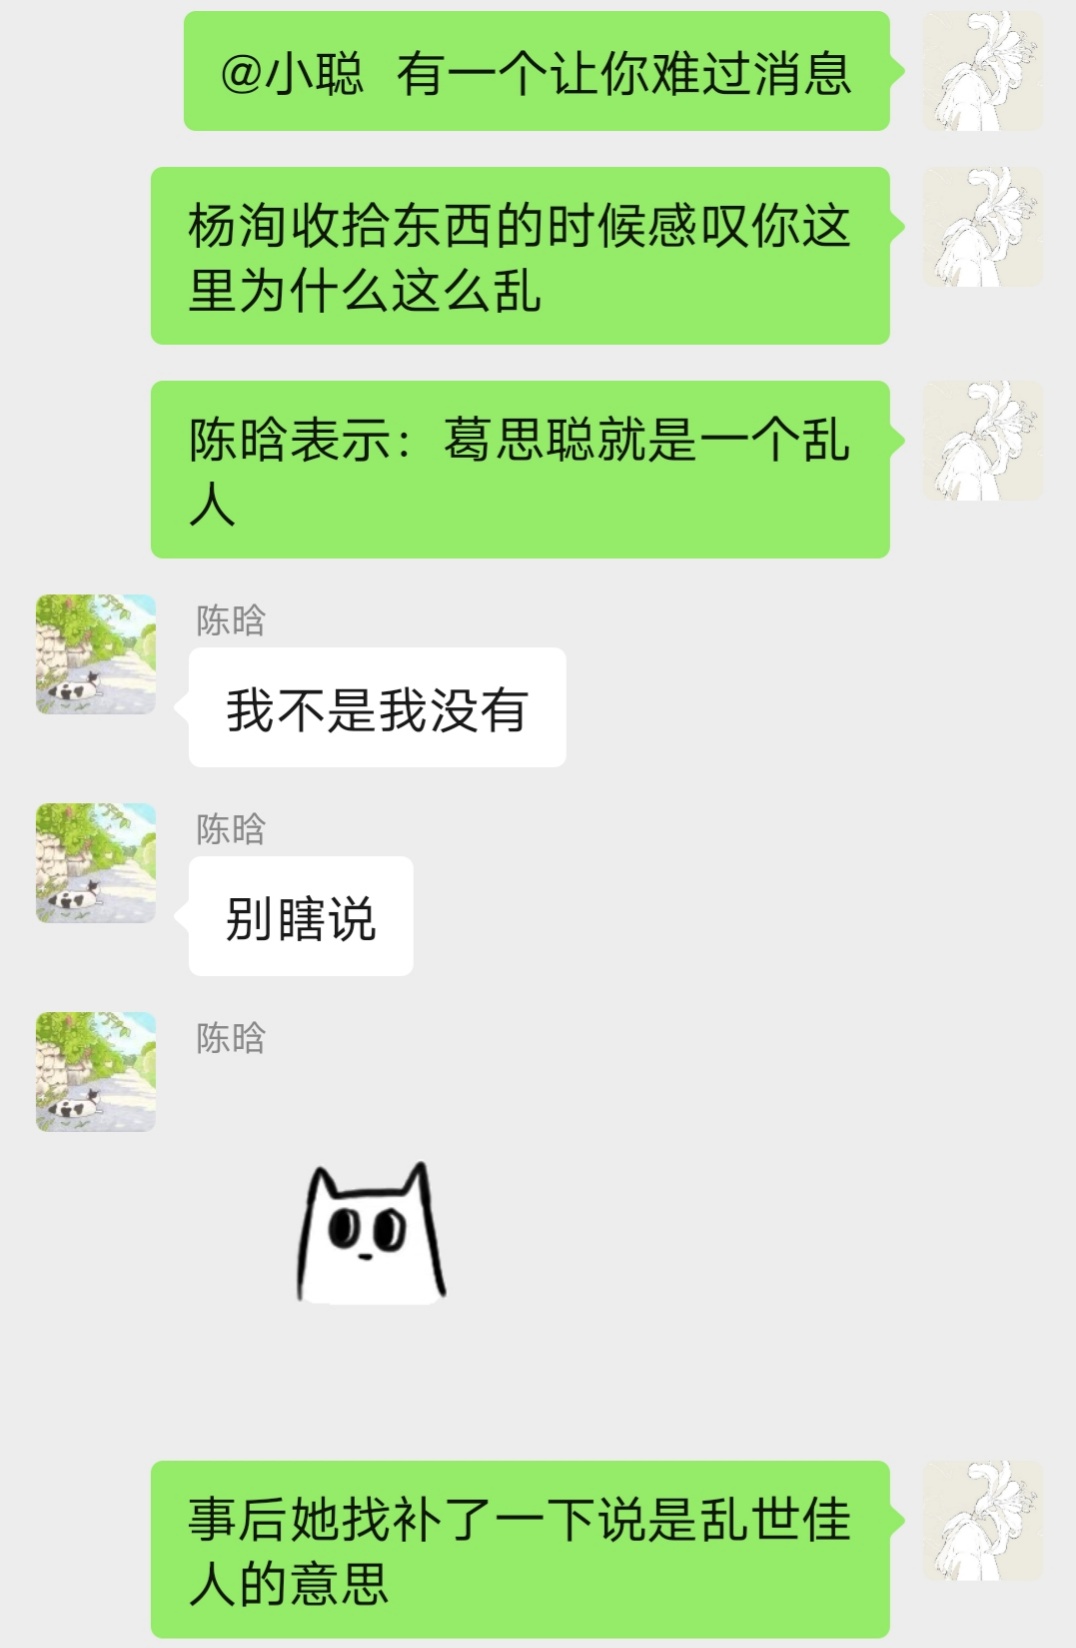 @小聪 有一个让你难过消息
杨洵收拾东西的时候感叹你这
里为什么这么乱
陈晗表示：葛思聪就是一个乱
人
陈晗
我不是我没有
陈晗
别瞎说
陈晗
事后她找补了一下说是乱世佳
人的意思